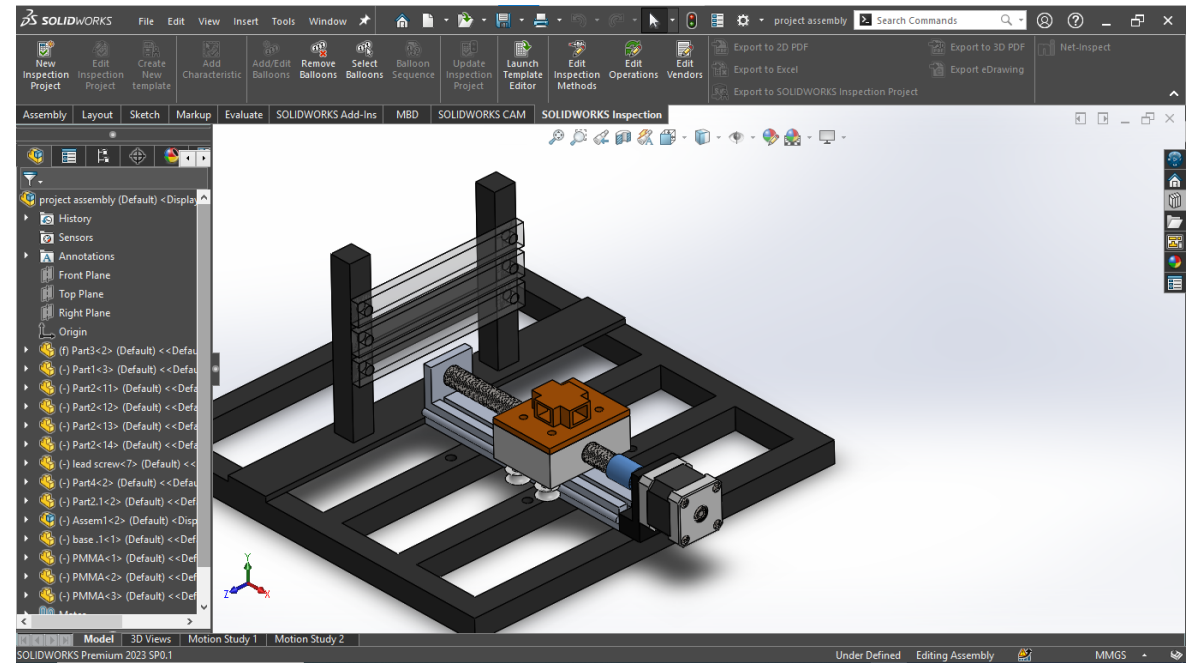 SOLIDWORKS File Edit View Insert Tools Window project assembly Search Commands
New Inspection Project
Edit Inspection Project
Create New template
Add Characteristic
Add/Edit Balloons
Remove Balloons
Select Balloons
Balloon Sequence
Update Inspection Project
Launch Template Editor
Edit Inspection Methods
Edit Operations
Edit Vendors
Export to 2D PDF
Export to Excel
Export to SOLIDWORKS Inspection Project
Export to 3D PDF
Export eDrawing
Net-Inspect
Assembly Layout Sketch Markup Evaluate SOLIDWORKS Add-Ins MBD SOLIDWORKS CAM SOLIDWORKS Inspection
project assembly (Default) <Display
History
Sensors
A Annotations
Front Plane
Top Plane
Right Plane
Origin
(f) Part3<2> (Default) <<Defau
(-) Part1<3> (Default) <<Defau
(-) Part2<11> (Default) <<Defa
(-) Part2<12> (Default) <<Defa
(-) Part2<13> (Default) <<Defa
(-) Part2<14> (Default) <<Defa
(-) lead screw<7> (Default) <<
(-) Part4<2> (Default) <<Defau
(-) Part2.1<2> (Default) <<Def
(-) Assem1<2> (Default) <Disp
(-) base .1<1> (Default) <<Def
(-) PMMA<1> (Default) <<Def
(-) PMMA<2> (Default) <<Def
(-) PMMA<3> (Default) <<Def
Y
Z X
Model 3D Views Motion Study 1 Motion Study 2
SOLIDWORKS Premium 2023 SP0.1 Under Defined Editing Assembly MMGS